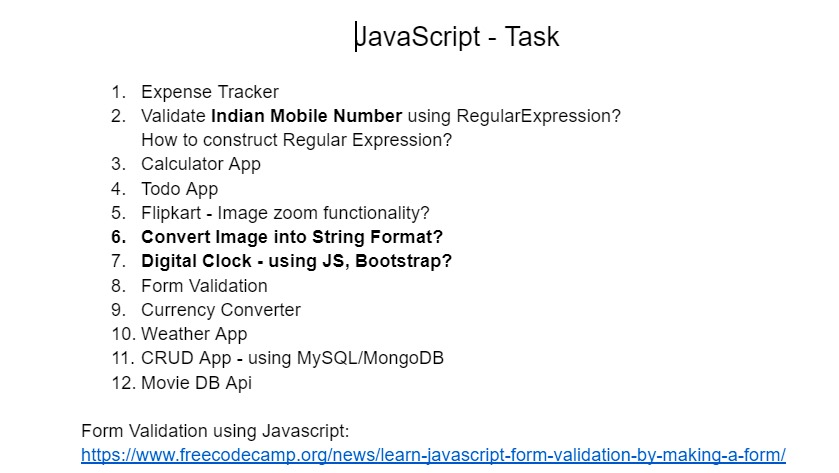 JavaScript - Task
1. Expense Tracker
2. Validate Indian Mobile Number using RegularExpression?
How to construct Regular Expression?
3. Calculator App
4. Todo App
5. Flipkart - Image zoom functionality?
6. Convert Image into String Format?
7. Digital Clock - using JS, Bootstrap?
8. Form Validation
9. Currency Converter
10. Weather App
11. CRUD App - using MySQL/MongoDB
12. Movie DB Api
Form Validation using Javascript:
https://www.freecodecamp.org/news/learn-javascript-form-validation-by-making-a-form/